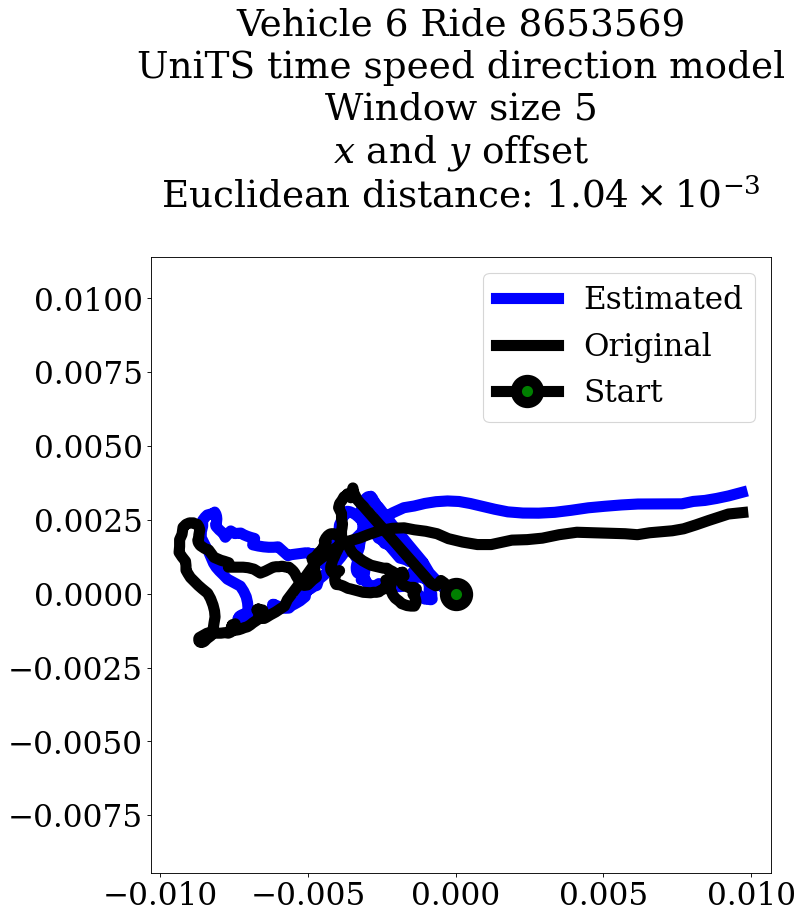 Vehicle 6 Ride 8653569
UniTS time speed direction model
Window size 5
x and y offset
Euclidean distance: 1.04 × 10⁻³
Estimated
Original
Start
0.0100
0.0075
0.0050
0.0025
0.0000
−0.0025
−0.0050
−0.0075
−0.010 −0.005 0.000 0.005 0.010